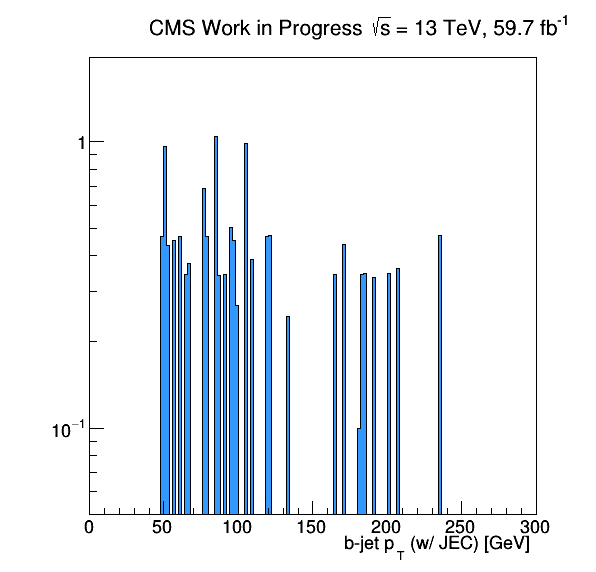 CMS Work in Progress √s = 13 TeV, 59.7 fb⁻¹
1
10⁻¹
0 50 100 150 200 250 300
b-jet p_T (w/ JEC) [GeV]